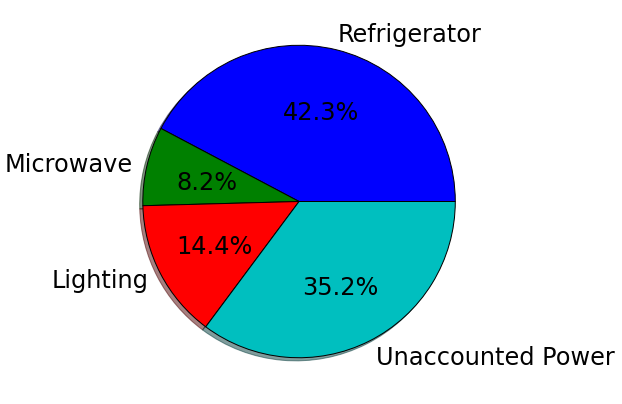 Refrigerator
42.3%
Microwave
8.2%
14.4%
Lighting
35.2%
Unaccounted Power